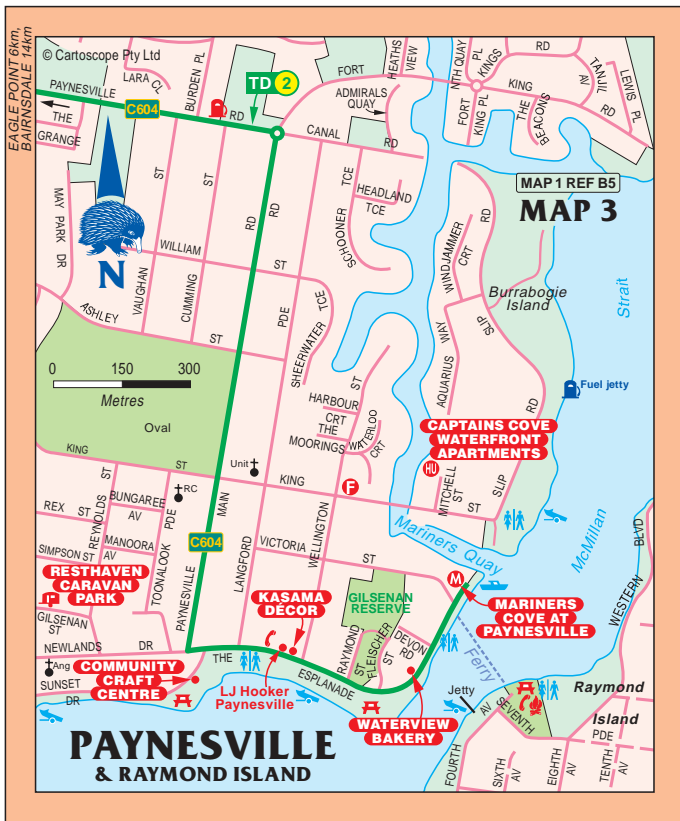 EAGLE POINT 6km,
BAIRNSDALE 14km
© Cartoscope Pty Ltd
PAYNESVILLE
RD
C604
TD 2
THE
GRANGE
LARA
CL
BURDEN PL
FORT
KING
RD
HEATHS
VIEW
ADMIRALS
QUAY
NTH QUAY
PL
KINGS
RD
FORT
KING PL
THE
BEACONS
TANJIL
AV
LEWIS PL
CANAL
RD
MAP 1 REF B5
MAP 3
N
MAY PARK DR
ST
ST
RD
RD
WILLIAM
ST
VAUGHAN
CUMMING
ASHLEY
ST
PDE
SCHOONER
TCE
HEADLAND
TCE
SHEERWATER
TCE
WINDJAMMER
CRT
RD
Burrabogie
Island
Strait
AQUARIUS
WAY
SLIP
RD
Fuel jetty
0 150 300
Metres
Oval
HARBOUR
CRT
ST
THE
MOORINGS
WATERLOO
CRT
CAPTAINS COVE
WATERFRONT
APARTMENTS
HU
MITCHELL
ST
SLIP
KING
ST
Unit
KING
ST
F
RC
REX ST
REYNOLDS
ST
BUNGAREE
AV
MANOORA
AV
SIMPSON ST
TOONALOOK
PDE
MAIN
C604
PAYNESVILLE
LANGFORD
WELLINGTON
VICTORIA
ST
Mariners Quay
McMillan
BLVD
WESTERN
RESTHAVEN
CARAVAN
PARK
GILSENAN
ST
NEWLANDS DR
Ang
SUNSET
DR
COMMUNITY
CRAFT
CENTRE
KASAMA
DÉCOR
LJ Hooker
Paynesville
THE
ESPLANADE
GILSENAN
RESERVE
RAYMOND
ST
FLEISCHER
ST
DEVON
RD
M
MARINERS
COVE AT
PAYNESVILLE
WATERVIEW
BAKERY
Ferry
Jetty
AV
SEVENTH
Raymond
Island
PDE
FOURTH
SIXTH
AV
EIGHTH
AV
TENTH
AV
PAYNESVILLE
& RAYMOND ISLAND